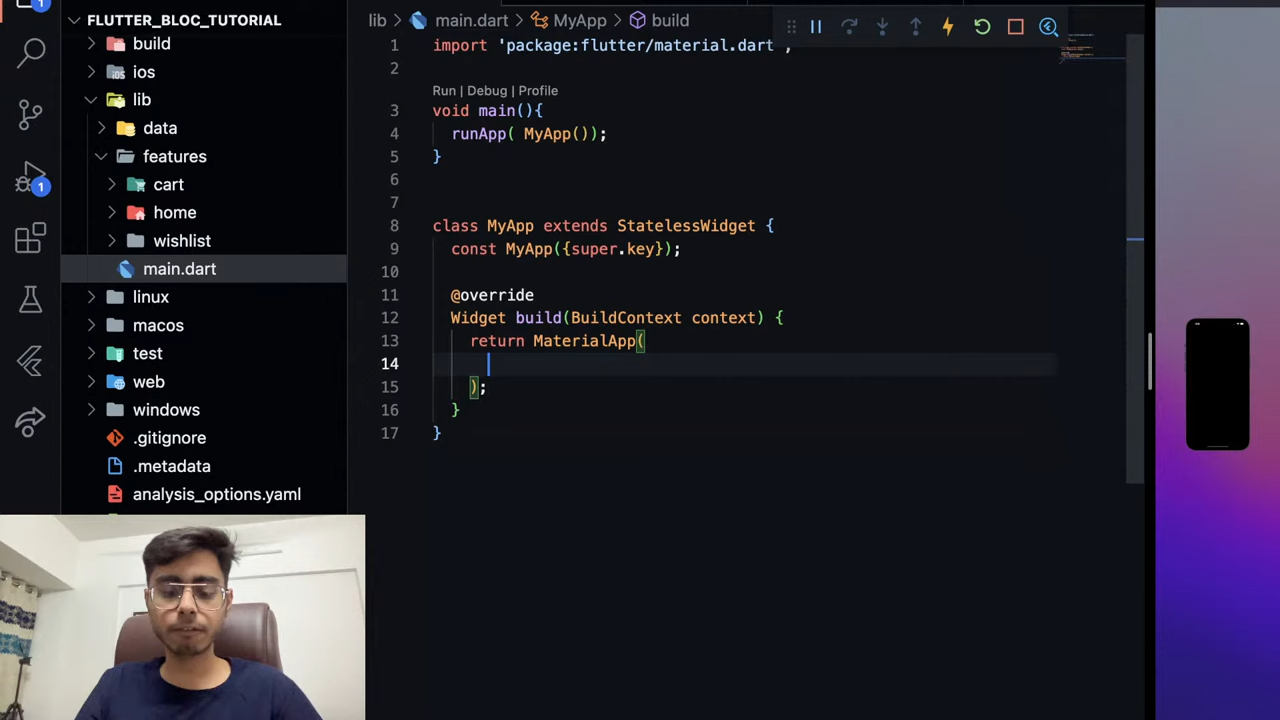 FLUTTER_BLOC_TUTORIAL
build
ios
lib
data
features
cart
home
wishlist
main.dart
linux
macos
test
web
windows
.gitignore
.metadata
analysis_options.yaml
1
1
lib > main.dart > MyApp > build
1 import 'package:flutter/material.dart';
2
Run | Debug | Profile
3 void main(){
4 runApp( MyApp());
5 }
6
7
8 class MyApp extends StatelessWidget {
9 const MyApp({super.key});
10
11 @override
12 Widget build(BuildContext context) {
13 return MaterialApp(
14
15 );
16 }
17 }